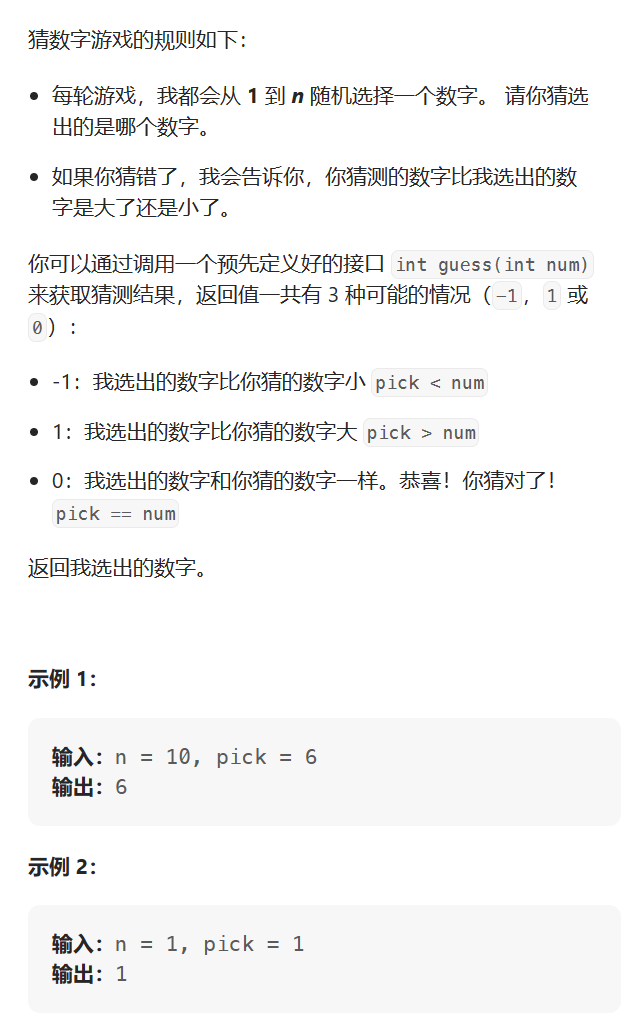 猜数字游戏的规则如下：
每轮游戏，我都会从 1 到 n 随机选择一个数字。 请你猜选
出的是哪个数字。
如果你猜错了，我会告诉你，你猜测的数字比我选出的数
字是大了还是小了。
你可以通过调用一个预先定义好的接口 int guess(int num)
来获取猜测结果，返回值一共有 3 种可能的情况（-1，1 或
0）：
-1：我选出的数字比你猜的数字小 pick < num
1：我选出的数字比你猜的数字大 pick > num
0：我选出的数字和你猜的数字一样。恭喜！你猜对了！
pick == num
返回我选出的数字。
示例 1：
输入：n = 10, pick = 6
输出：6
示例 2：
输入：n = 1, pick = 1
输出：1